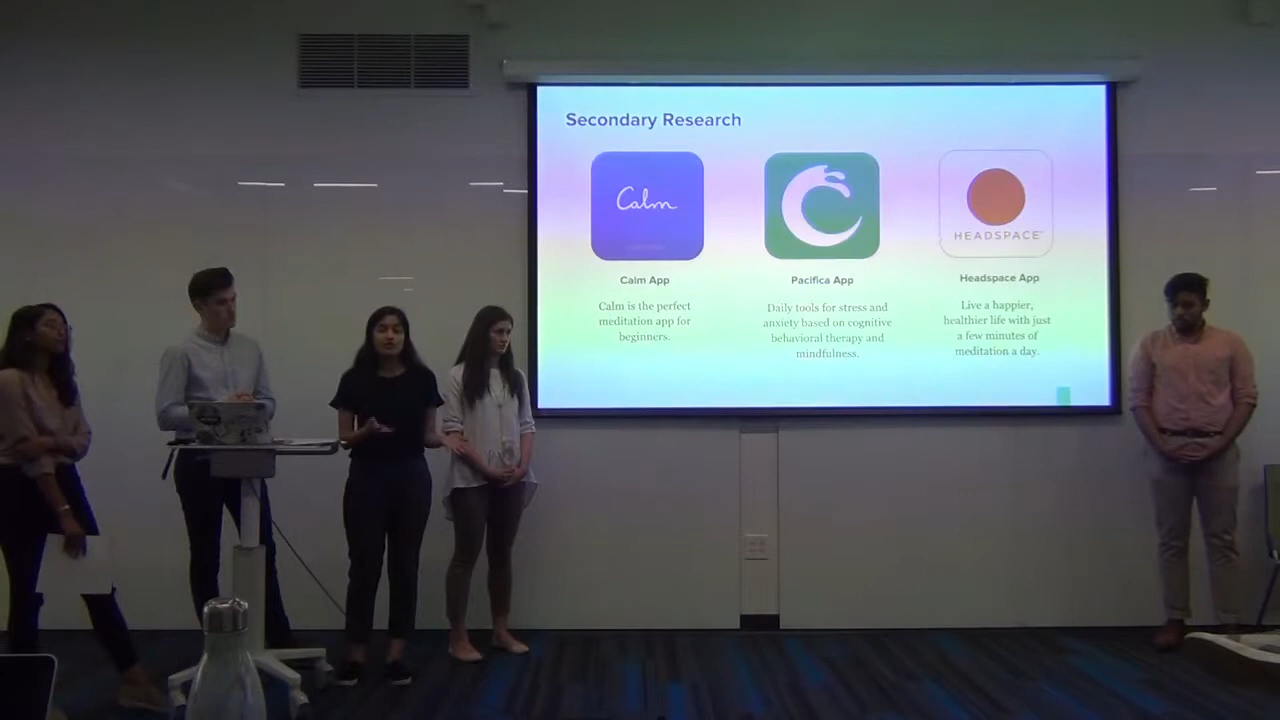 Secondary Research
Calm
HEADSPACE
Calm App
Pacifica App
Headspace App
Calm is the perfect
meditation app for
beginners.
Daily tools for stress and
anxiety based on cognitive
behavioral therapy and
mindfulness.
Live a happier,
healthier life with just
a few minutes of
meditation a day.